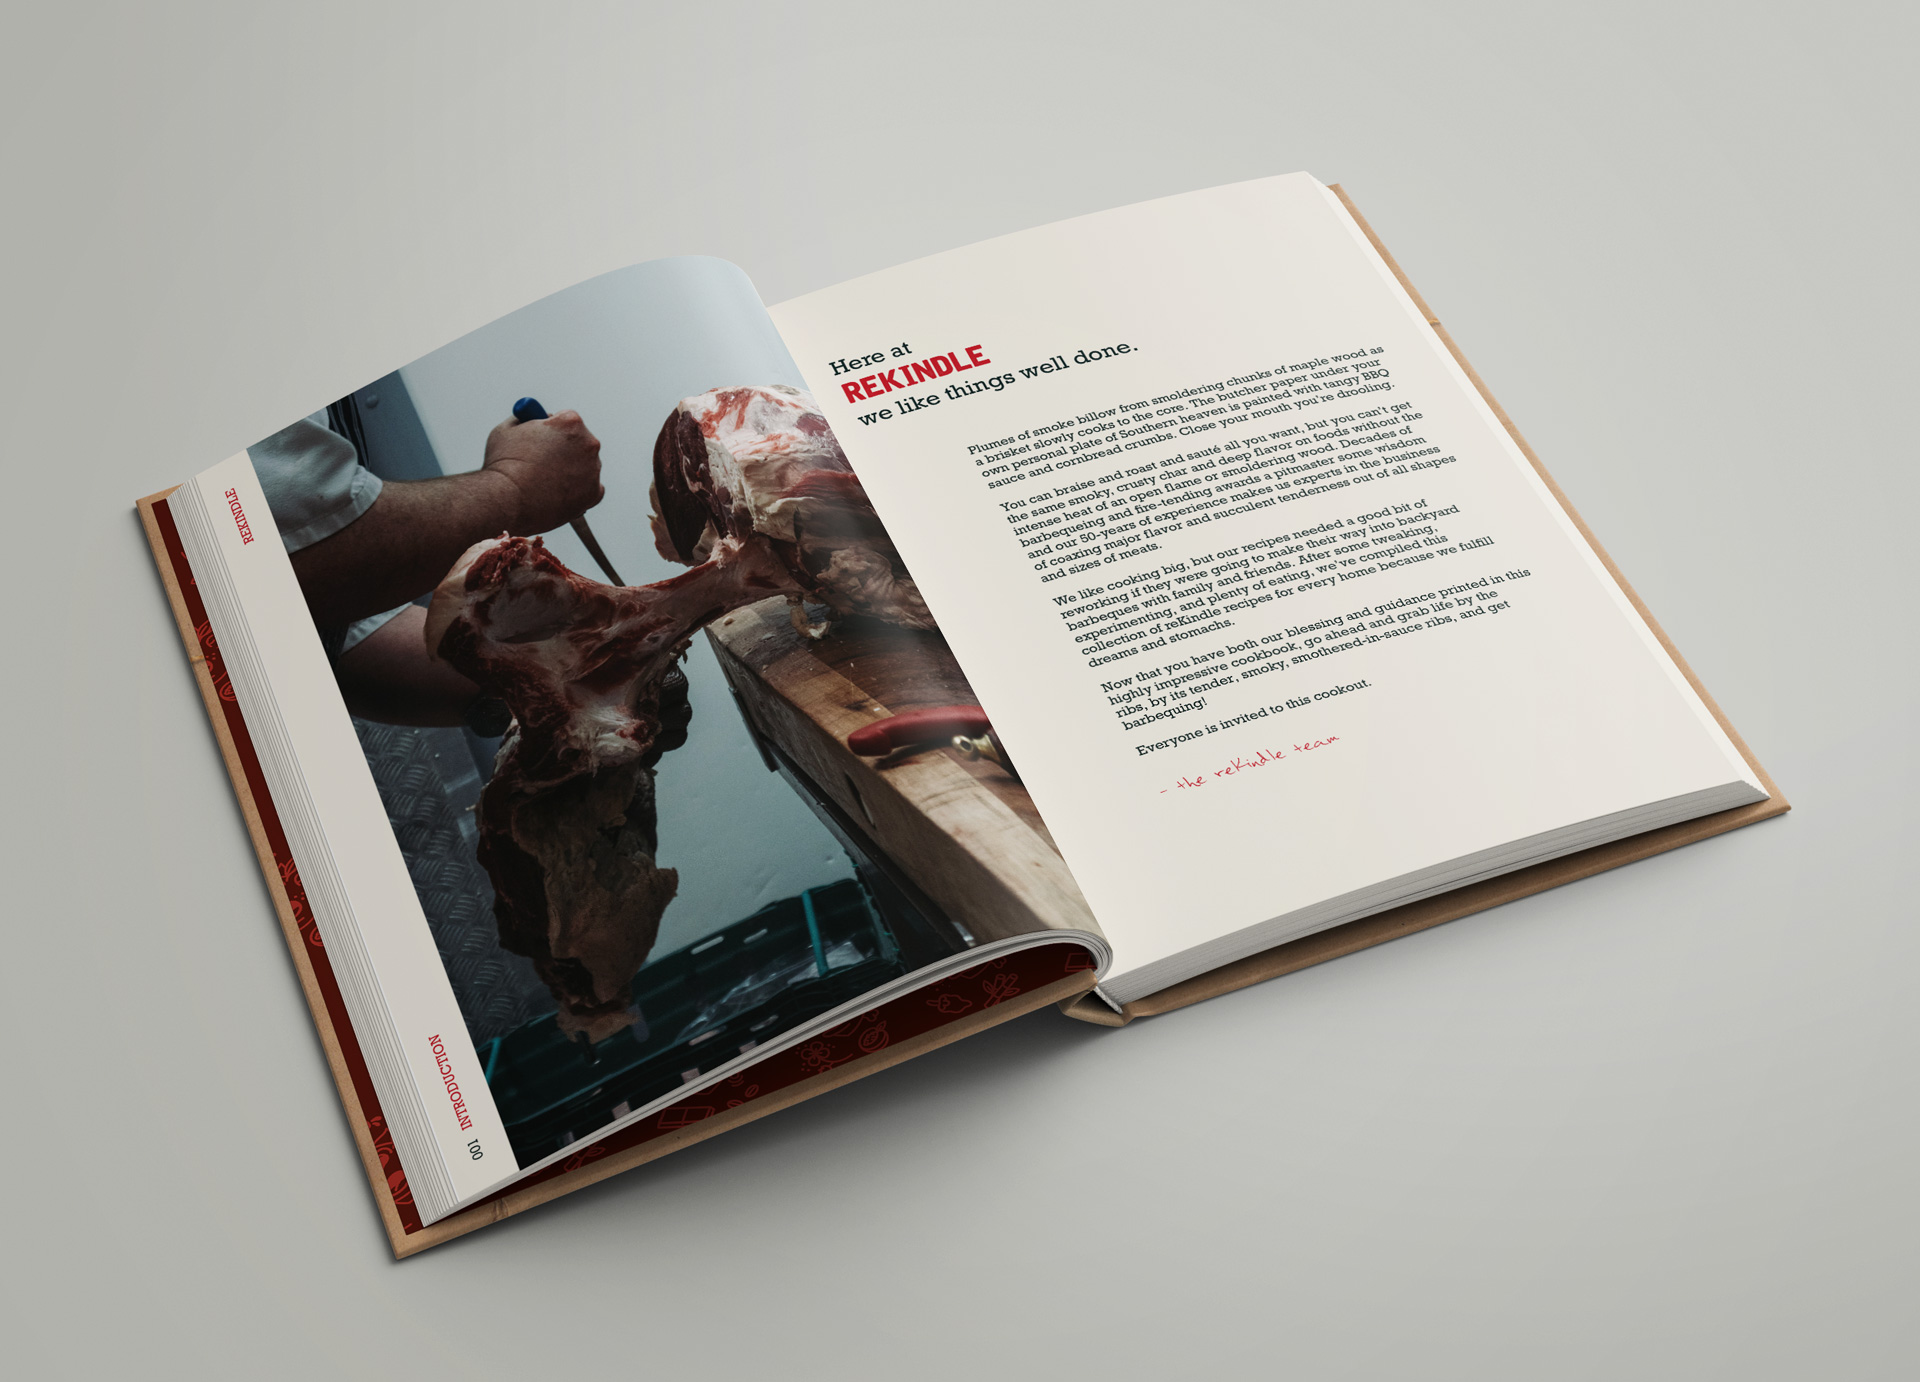 REKINDLE
INTRODUCTION
001
Here at
REKINDLE
we like things well done.
Plumes of smoke billow from smoldering chunks of maple wood as
a brisket slowly cooks to the core. The butcher paper under your
own personal plate of Southern heaven is painted with tangy BBQ
sauce and cornbread crumbs. Close your mouth you're drooling.
You can braise and roast and sauté all you want, but you can't get
the same smoky, crusty char and deep flavor on foods without the
intense heat of an open flame or smoldering wood. Decades of
barbequeing and fire-tending awards a pitmaster some wisdom
and our 50-years of experience makes us experts in the business
of coaxing major flavor and succulent tenderness out of all shapes
and sizes of meats.
We like cooking big, but our recipes needed a good bit of
reworking if they were going to make their way into backyard
barbeques with family and friends. After some tweaking,
experimenting, and plenty of eating, we've compiled this
collection of reKindle recipes for every home because we fulfill
dreams and stomachs.
Now that you have both our blessing and guidance printed in this
highly impressive cookbook, go ahead and grab life by the
ribs, by its tender, smoky, smothered-in-sauce ribs, and get
barbequing!
Everyone is invited to this cookout.
- the reKindle team